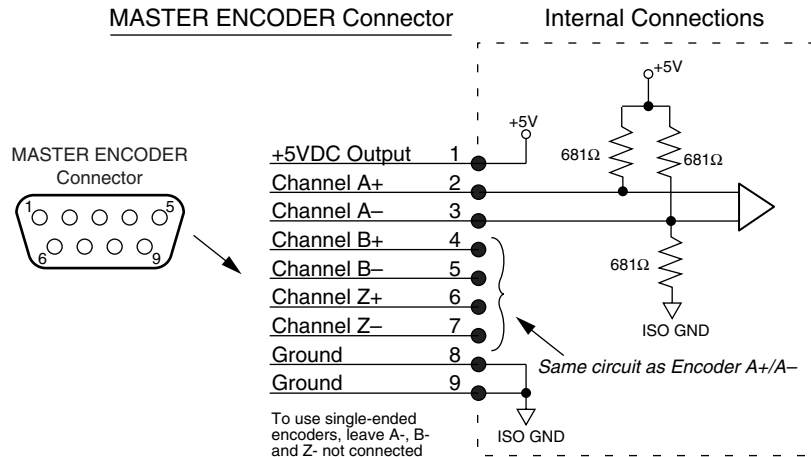 MASTER ENCODER Connector
Internal Connections
MASTER ENCODER
Connector
1
5
6
9
+5VDC Output 1
Channel A+ 2
Channel A– 3
Channel B+ 4
Channel B– 5
Channel Z+ 6
Channel Z– 7
Ground 8
Ground 9
To use single-ended
encoders, leave A-, B-
and Z- not connected
+5V
+5V
681Ω
681Ω
681Ω
ISO GND
Same circuit as Encoder A+/A–
ISO GND